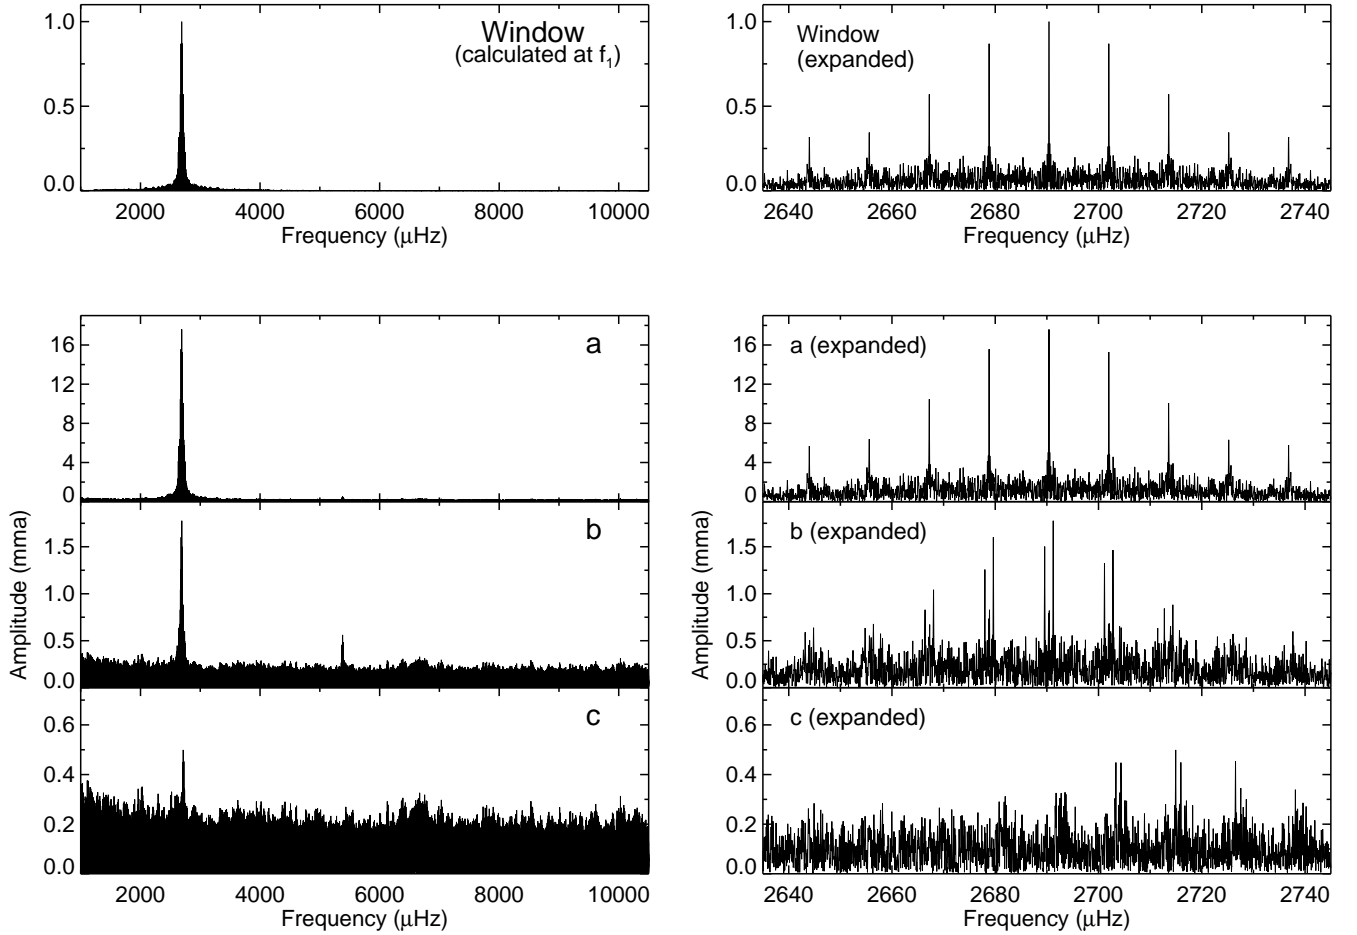 Window
(calculated at f1)
1.0
0.5
0.0
2000 4000 6000 8000 10000
Frequency (μHz)
Window
(expanded)
1.0
0.5
0.0
2640 2660 2680 2700 2720 2740
Frequency (μHz)
a
16
12
8
4
0
b
1.5
1.0
0.5
0.0
c
0.6
0.4
0.2
0.0
Amplitude (mma)
2000 4000 6000 8000 10000
Frequency (μHz)
a (expanded)
16
12
8
4
0
b (expanded)
1.5
1.0
0.5
0.0
c (expanded)
0.6
0.4
0.2
0.0
Amplitude (mma)
2640 2660 2680 2700 2720 2740
Frequency (μHz)